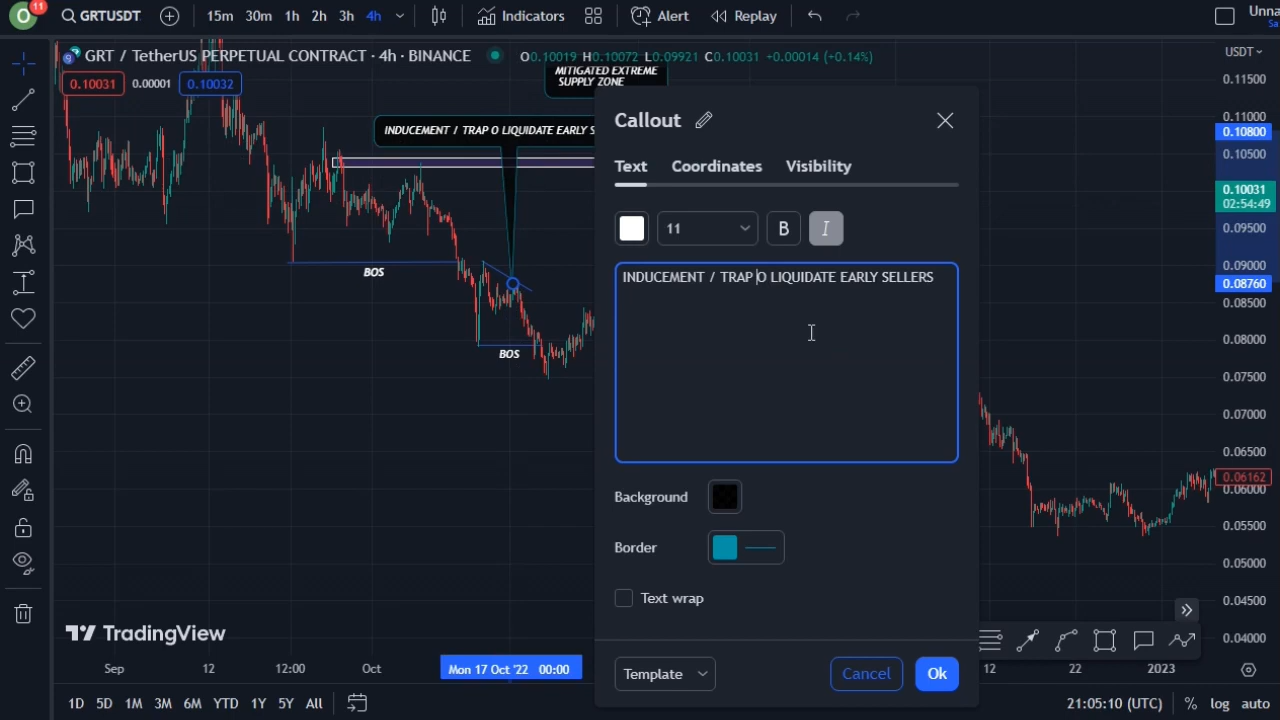 11
GRTUSDT 15m 30m 1h 2h 3h 4h Indicators Alert Replay Unna
Sa
GRT / TetherUS PERPETUAL CONTRACT · 4h · BINANCE O0.10019 H0.10072 L0.09921 C0.10031 +0.00014 (+0.14%) USDT
10031 0.00001 0.10032
MITIGATED EXTREME
SUPPLY ZONE
INDUCEMENT / TRAP O LIQUIDATE EARLY S
BOS
BOS
Callout
Text Coordinates Visibility
11 B I
INDUCEMENT / TRAP O LIQUIDATE EARLY SELLERS
Background
Border
Text wrap
Template Cancel Ok
0.11500
0.11000
0.10800
0.10500
0.10031
02:54:49
0.09500
0.09000
0.08760
0.08500
0.08000
0.07500
0.07000
0.06500
0.06162
0.06000
0.05500
0.05000
0.04500
0.04000
TradingView
Sep 12 12:00 Oct Mon 17 Oct '22 00:00 12 22 2023
1D 5D 1M 3M 6M YTD 1Y 5Y All 21:05:10 (UTC) % log auto